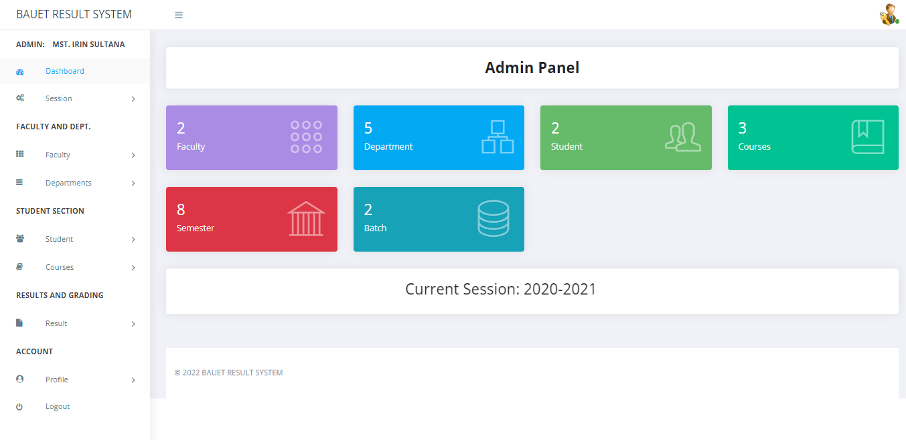 BAUET RESULT SYSTEM
ADMIN: MST. IRIN SULTANA
Dashboard
Session
FACULTY AND DEPT.
Faculty
Departments
STUDENT SECTION
Student
Courses
RESULTS AND GRADING
Result
ACCOUNT
Profile
Logout
Admin Panel
2
Faculty
5
Department
2
Student
3
Courses
8
Semester
2
Batch
Current Session: 2020-2021
© 2022 BAUET RESULT SYSTEM